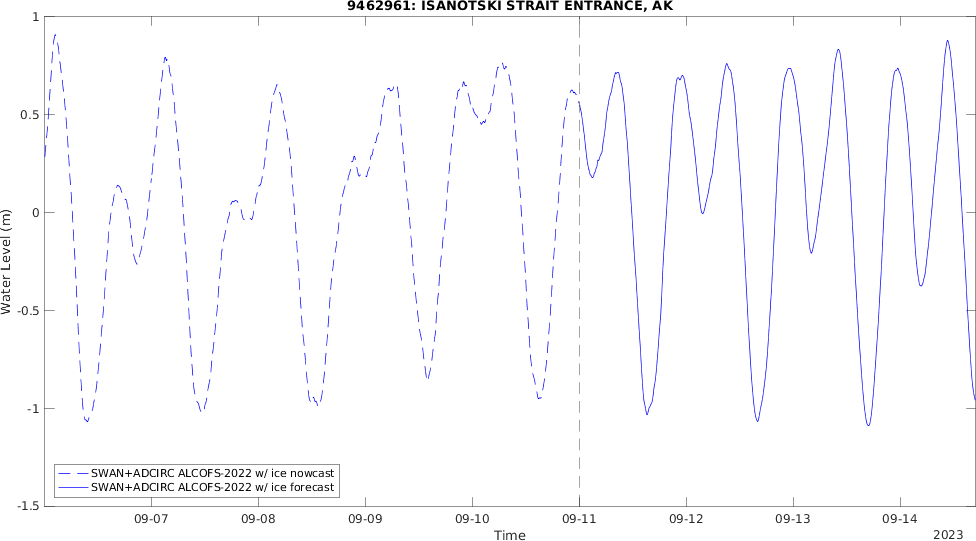 9462961: ISANOTSKI STRAIT ENTRANCE, AK
1
0.5
0
-0.5
-1
-1.5
Water Level (m)
SWAN+ADCIRC ALCOFS-2022 w/ ice nowcast
SWAN+ADCIRC ALCOFS-2022 w/ ice forecast
09-07 09-08 09-09 09-10 09-11 09-12 09-13 09-14
Time
2023